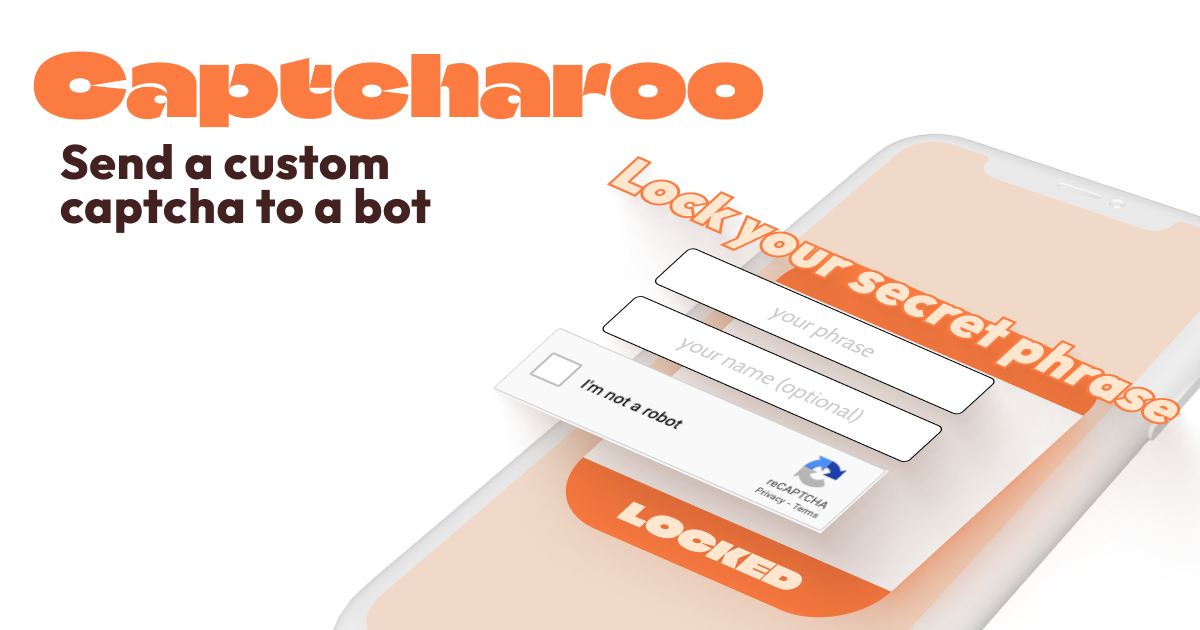 Captcharoo
Send a custom
captcha to a bot
Lock your secret phrase
your phrase
your name (optional)
I'm not a robot
reCAPTCHA
Privacy - Terms
LOCKED